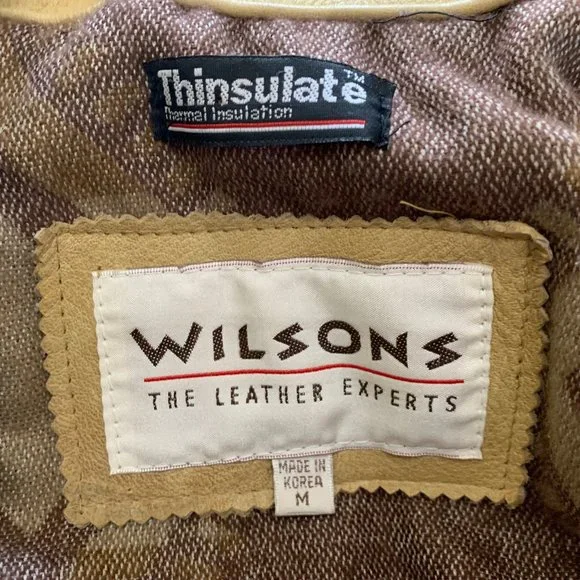 Thinsulate™
Thermal Insulation
WILSONS
THE LEATHER EXPERTS
MADE IN
KOREA
M